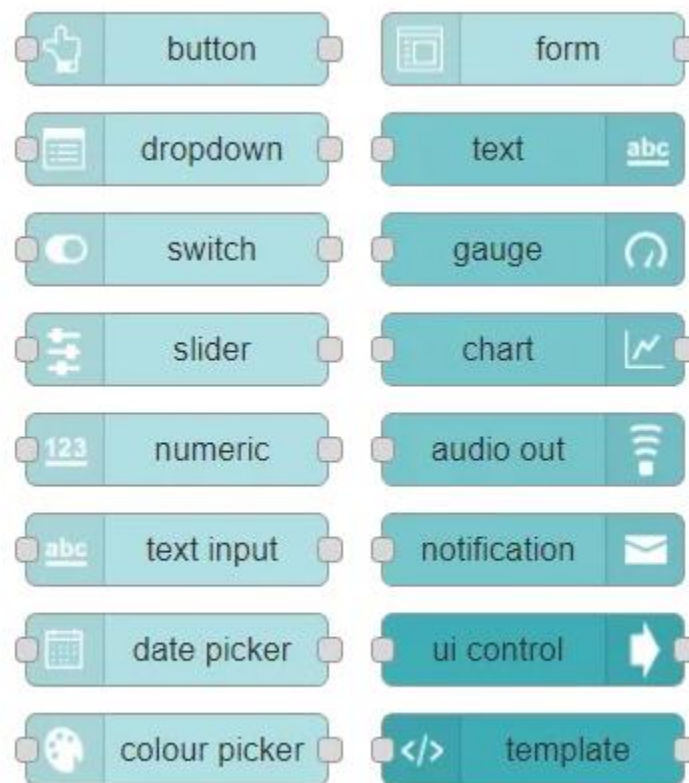 button
form
dropdown
text
abc
switch
gauge
slider
chart
123
numeric
audio out
abc
text input
notification
date picker
ui control
colour picker
</>
template